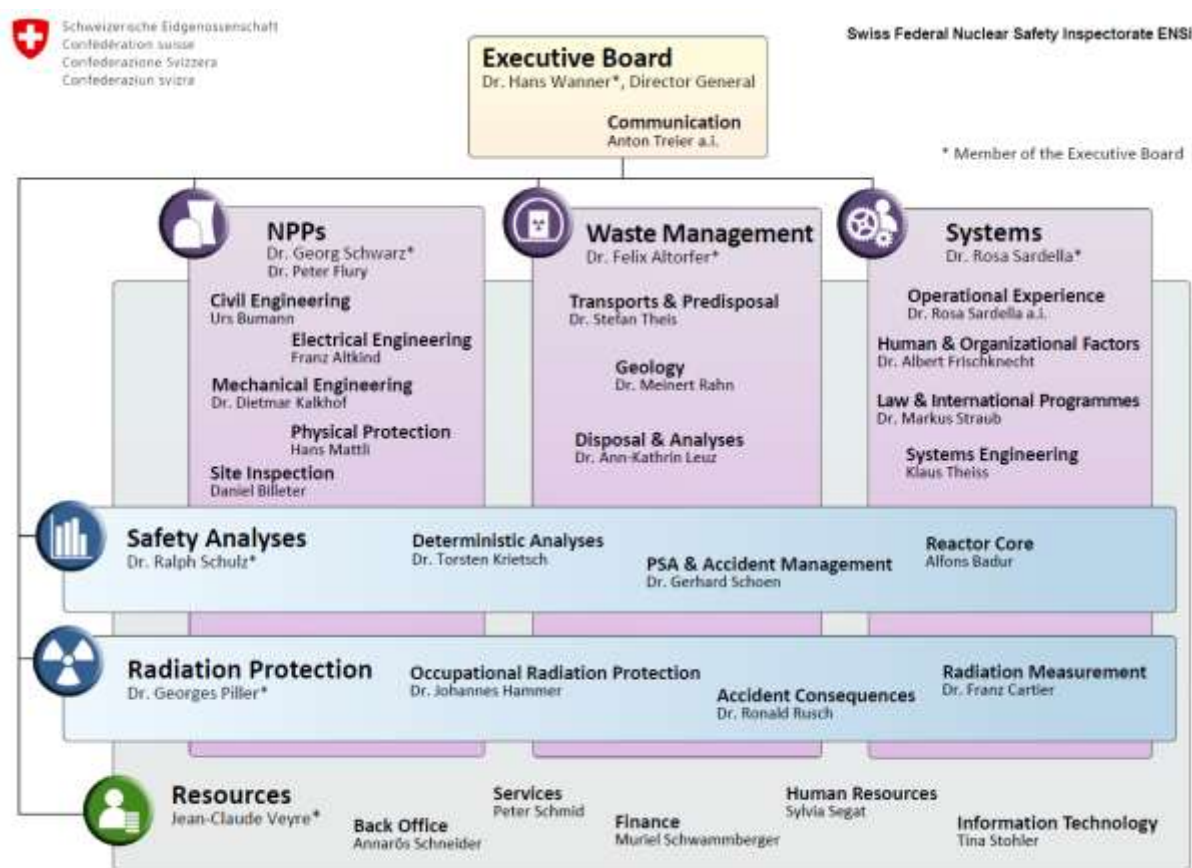 Schweizerische Eidgenossenschaft
Confédération suisse
Confederazione Svizzera
Confederaziun svizra
Swiss Federal Nuclear Safety Inspectorate ENSI
Executive Board
Dr. Hans Wanner*, Director General
Communication
Anton Treier a.i.
* Member of the Executive Board
NPPs
Dr. Georg Schwarz*
Dr. Peter Flury
Civil Engineering
Urs Bumann
Electrical Engineering
Franz Altkind
Mechanical Engineering
Dr. Dietmar Kalkhof
Physical Protection
Hans Mattli
Site Inspection
Daniel Billeter
Waste Management
Dr. Felix Altorfer*
Transports & Predisposal
Dr. Stefan Theis
Geology
Dr. Meinert Rahn
Disposal & Analyses
Dr. Ann-Kathrin Leuz
Systems
Dr. Rosa Sardella*
Operational Experience
Dr. Rosa Sardella a.i.
Human & Organizational Factors
Dr. Albert Frischknecht
Law & International Programmes
Dr. Markus Straub
Systems Engineering
Klaus Theiss
Safety Analyses
Dr. Ralph Schulz*
Deterministic Analyses
Dr. Torsten Krietsch
PSA & Accident Management
Dr. Gerhard Schoen
Reactor Core
Alfons Badur
Radiation Protection
Dr. Georges Piller*
Occupational Radiation Protection
Dr. Johannes Hammer
Accident Consequences
Dr. Ronald Rusch
Radiation Measurement
Dr. Franz Cartier
Resources
Jean-Claude Veyre*
Back Office
Annarös Schneider
Services
Peter Schmid
Finance
Muriel Schwammberger
Human Resources
Sylvia Segat
Information Technology
Tina Stohler